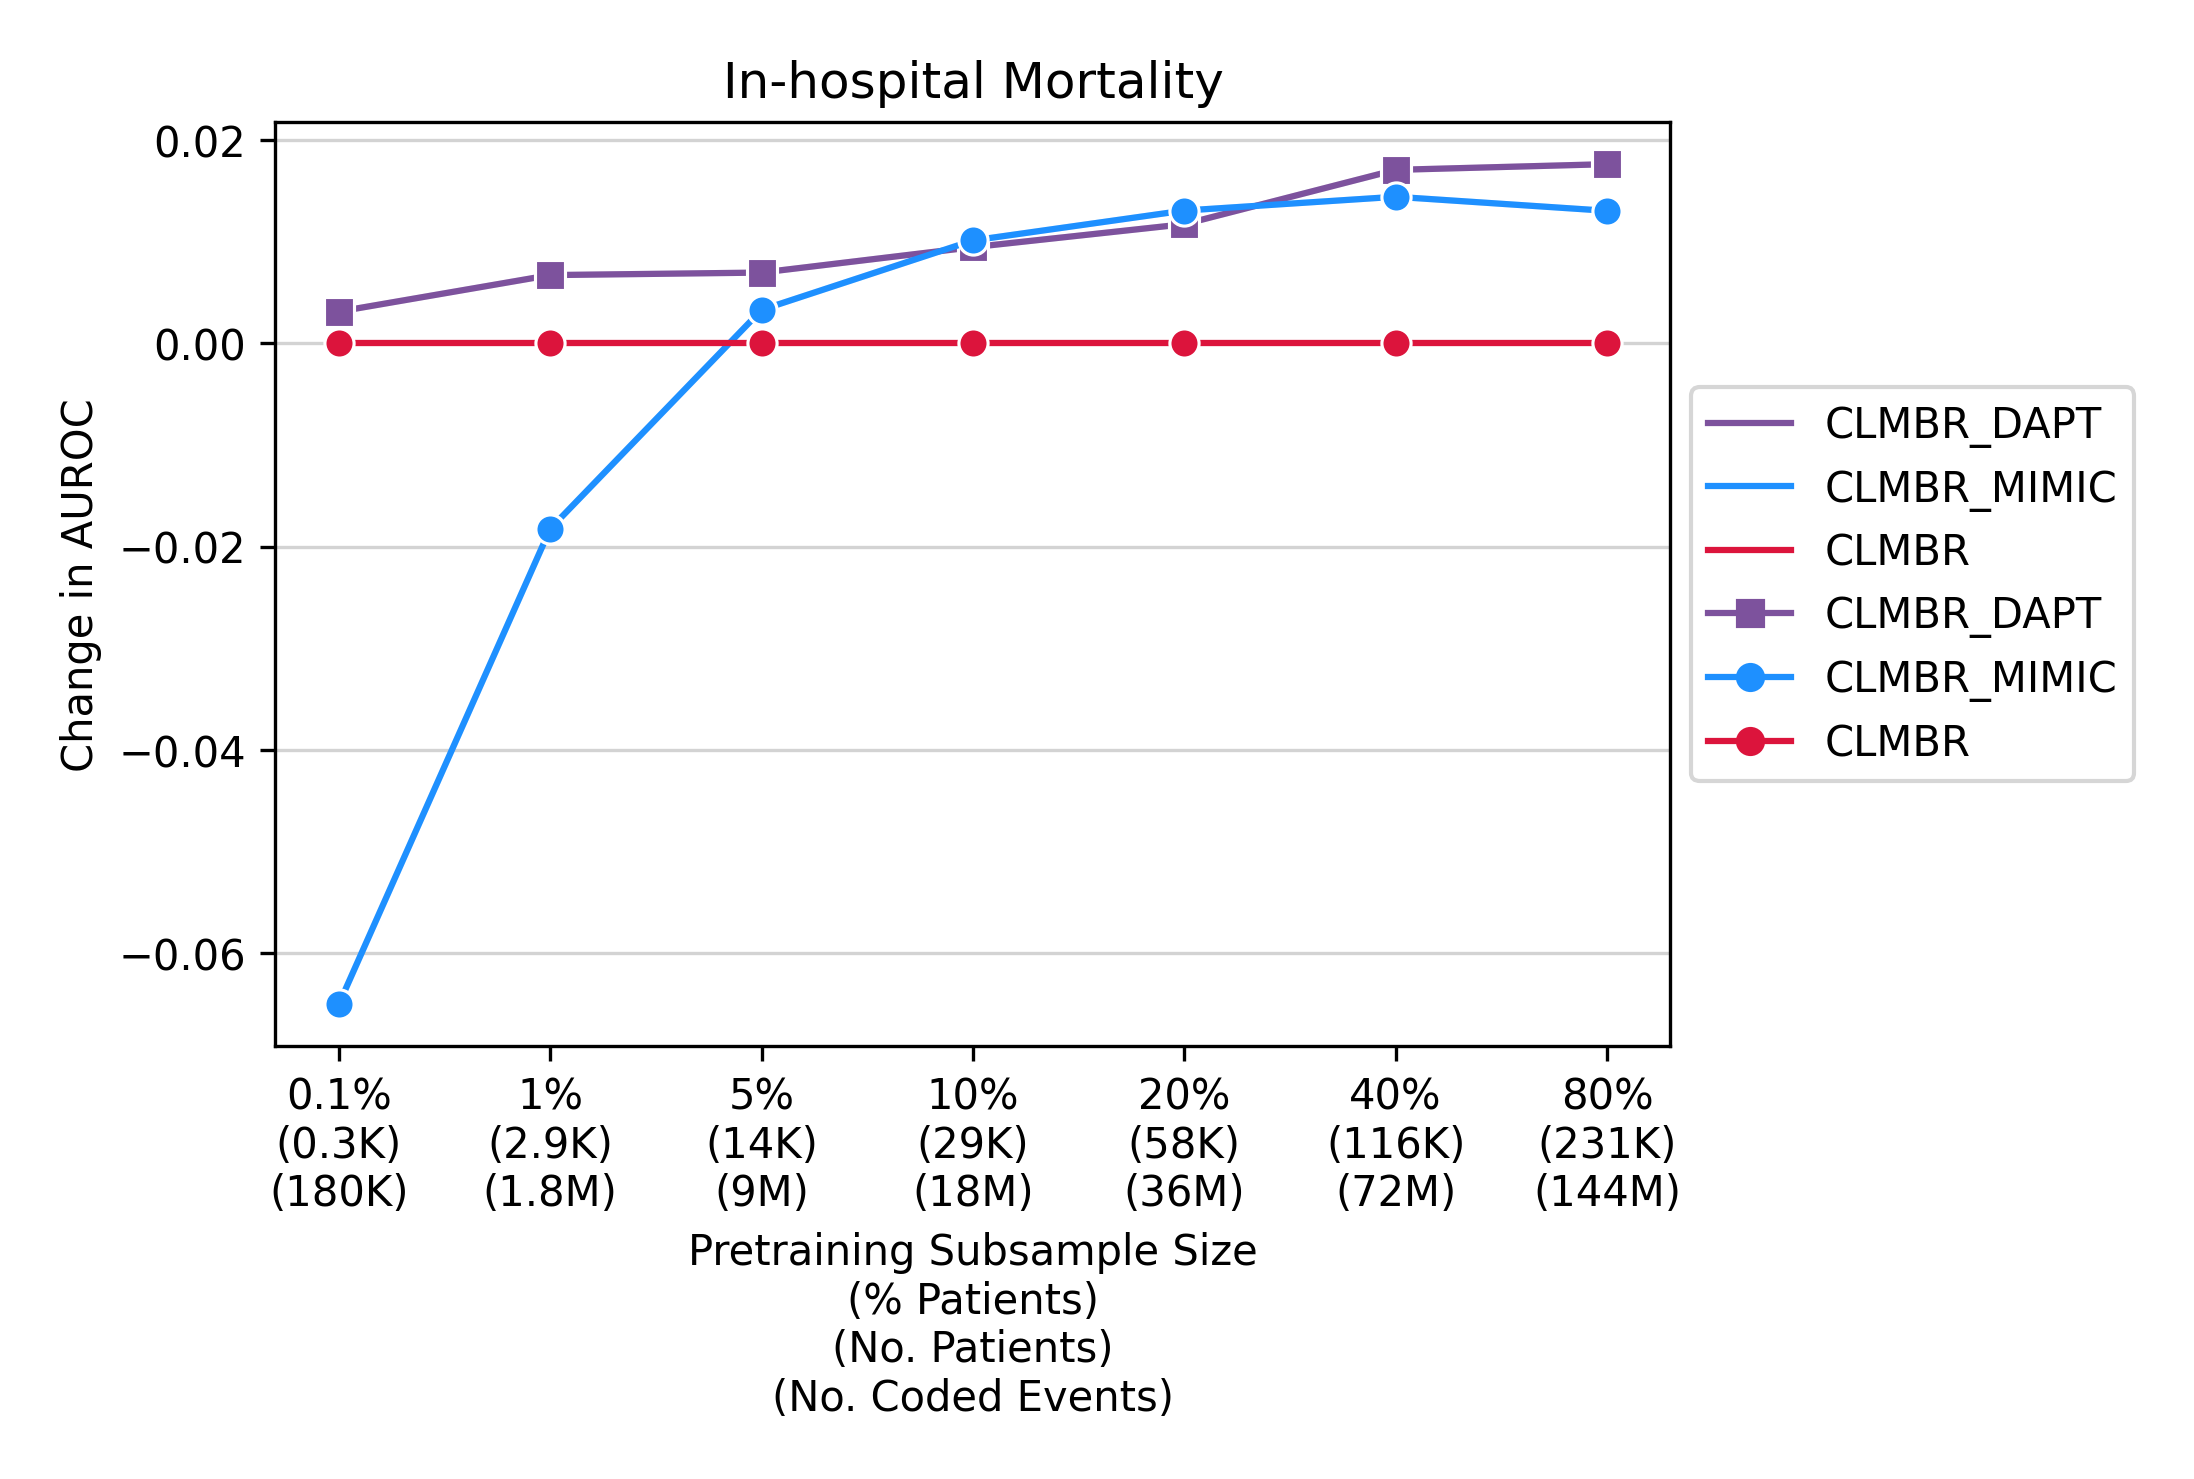 In-hospital Mortality
0.02
0.00
−0.02
−0.04
−0.06
Change in AUROC
0.1% 1% 5% 10% 20% 40% 80%
(0.3K) (2.9K) (14K) (29K) (58K) (116K) (231K)
(180K) (1.8M) (9M) (18M) (36M) (72M) (144M)
Pretraining Subsample Size
(% Patients)
(No. Patients)
(No. Coded Events)
CLMBR_DAPT
CLMBR_MIMIC
CLMBR
CLMBR_DAPT
CLMBR_MIMIC
CLMBR